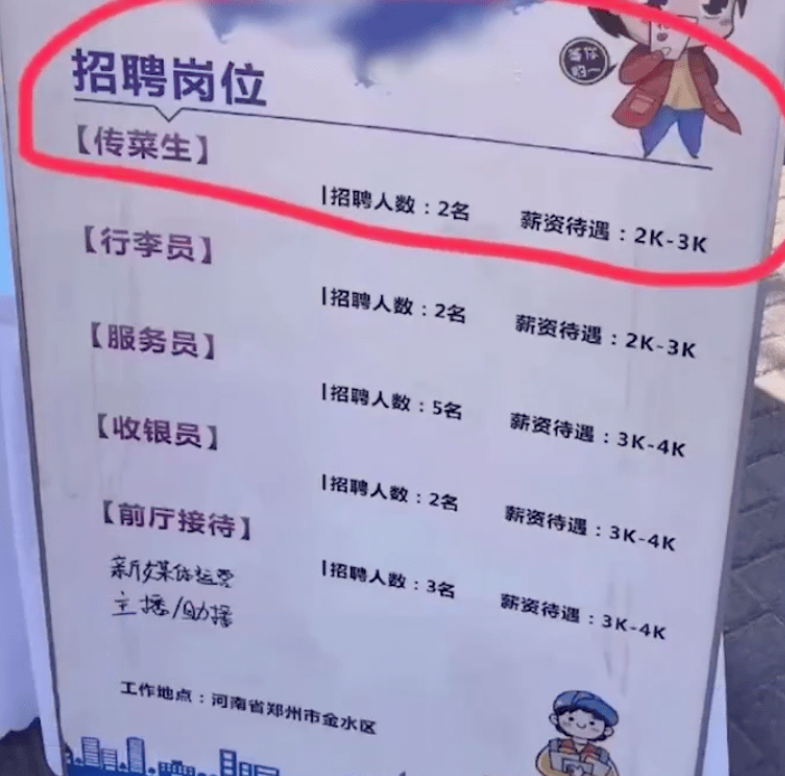 招聘岗位
【传菜生】
招聘人数：2名 薪资待遇：2K-3K
【行李员】
招聘人数：2名 薪资待遇：2K-3K
【服务员】
招聘人数：5名 薪资待遇：3K-4K
【收银员】
招聘人数：2名 薪资待遇：3K-4K
【前厅接待】
招聘人数：3名 薪资待遇：3K-4K
新媒体运营
主播/助播
工作地点：河南省郑州市金水区